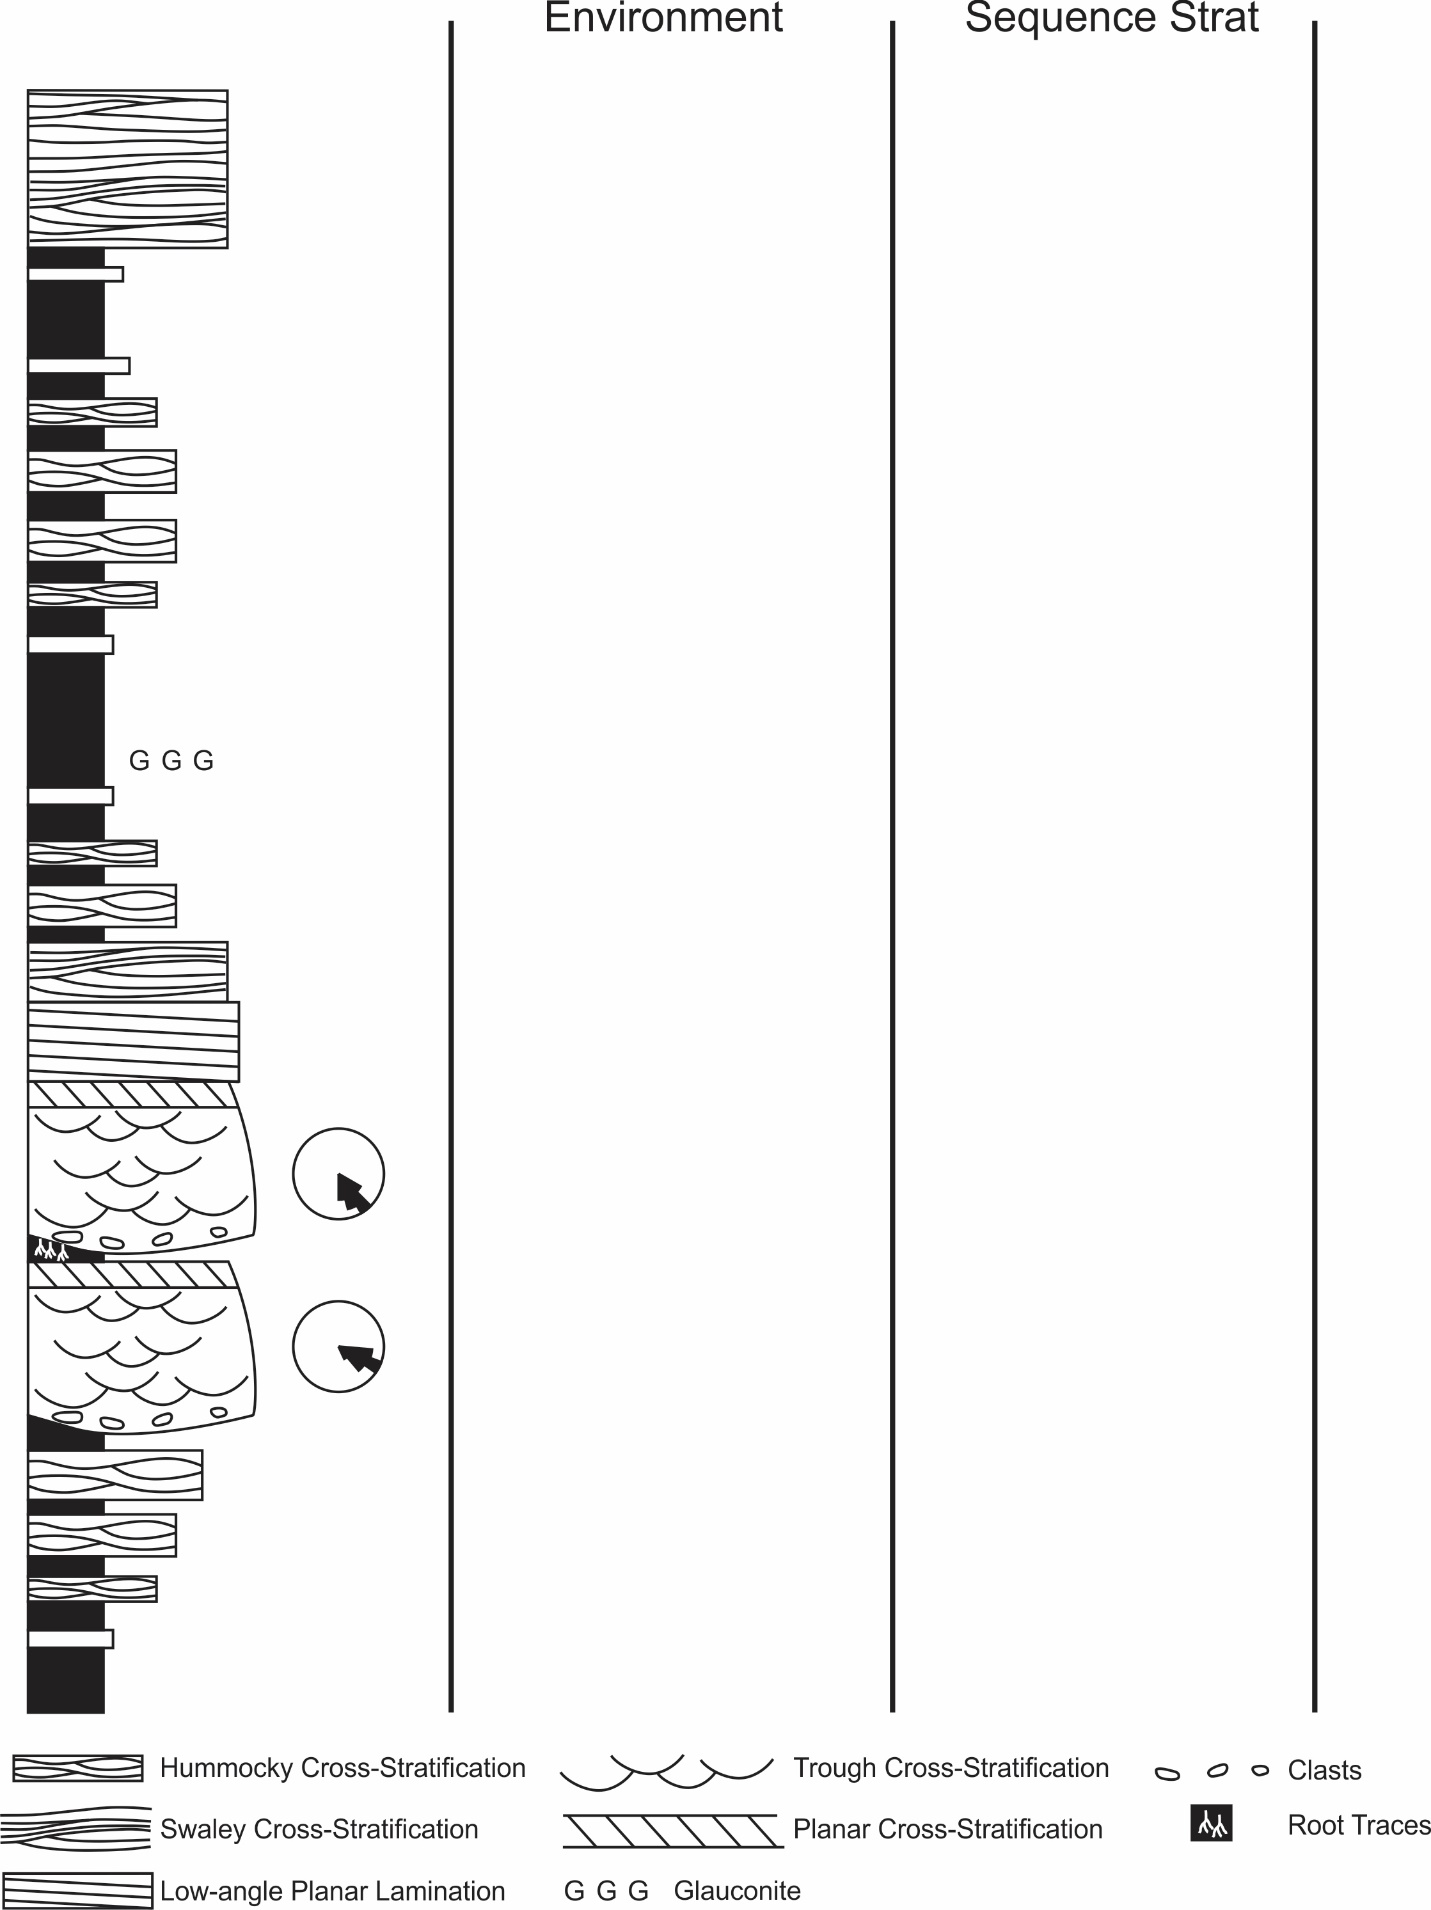 Environment
Sequence Strat
G G G
Hummocky Cross-Stratification
Trough Cross-Stratification
Clasts
Swaley Cross-Stratification
Planar Cross-Stratification
Root Traces
Low-angle Planar Lamination
G G G Glauconite